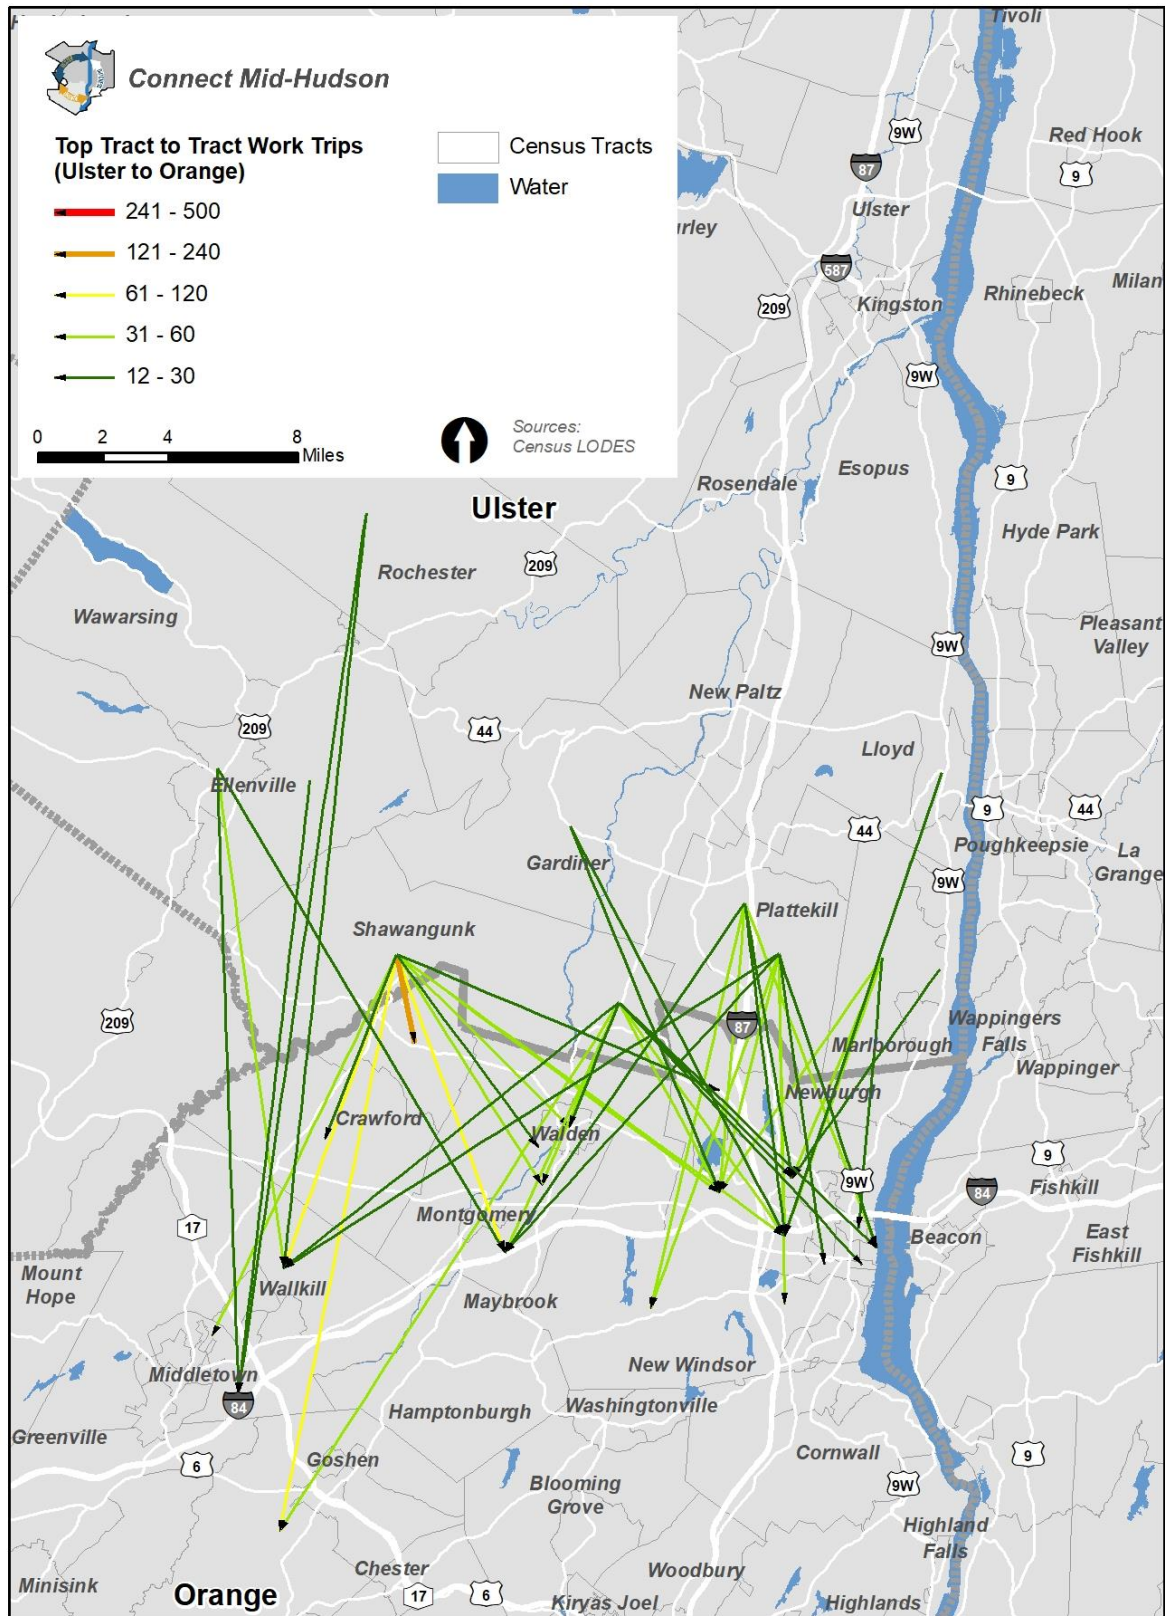 Tivoli
Connect Mid-Hudson
Top Tract to Tract Work Trips
(Ulster to Orange)
241 - 500
121 - 240
61 - 120
31 - 60
12 - 30
Census Tracts
Water
0 2 4 8
Miles
Sources:
Census LODES
9W
Red Hook
87
9
Ulster
urley
587
Milan
Rhinebeck
Kingston
209
9W
Esopus
Rosendale
9
Ulster
Hyde Park
209
Rochester
Wawarsing
Pleasant
Valley
9W
New Paltz
209
44
Lloyd
Ellenville
9
44
44
Poughkeepsie
La
Grange
Gardiner
9W
Plattekill
Shawangunk
209
87
Wappingers
Falls
Marlborough
Wappinger
Newburgh
Crawford
Walden
9
9W
Fishkill
84
Montgomery
17
Beacon
East
Fishkill
Mount
Hope
Wallkill
Maybrook
New Windsor
Middletown
84
Washingtonville
Hamptonburgh
Greenville
6
Goshen
Cornwall
9
Blooming
Grove
9W
Highland
Falls
Chester
Woodbury
Minisink
Orange
17
6
Kiryas Joel
Highlands